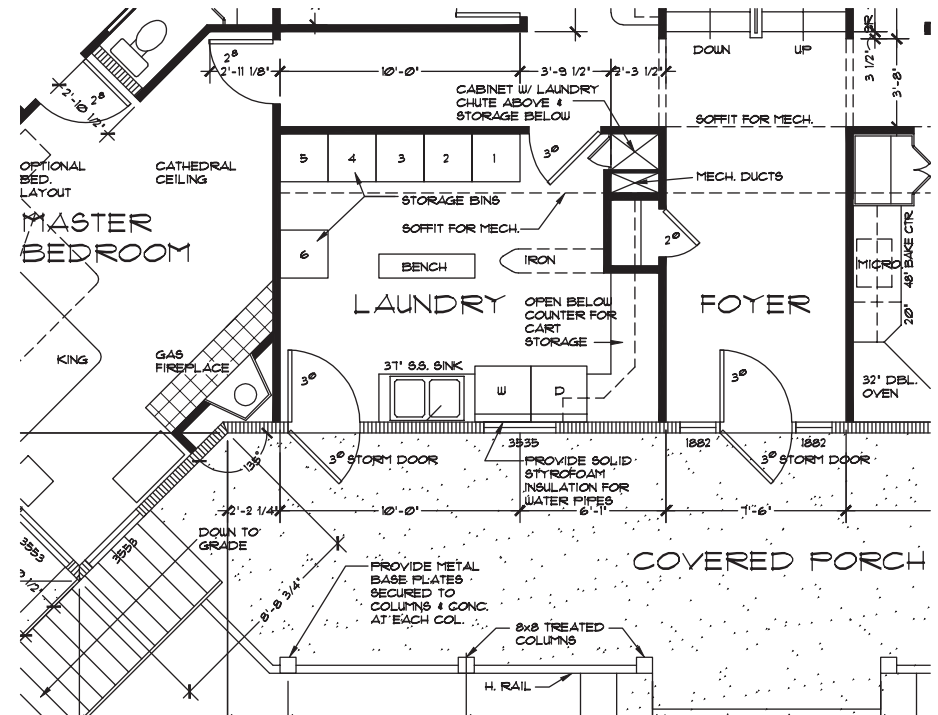 DOWN
UP
BR
3 1/2"
3'-8"
2⁸
2'-11 1/8"
10'-0"
3'-9 1/2"
2'-3 1/2"
2⁸
2'-10 1/2"
CABINET W/ LAUNDRY
CHUTE ABOVE &
STORAGE BELOW
SOFFIT FOR MECH.
3⁰
5
4
3
2
1
OPTIONAL
BED.
LAYOUT
CATHEDRAL
CEILING
MECH. DUCTS
STORAGE BINS
SOFFIT FOR MECH.
MASTER
BEDROOM
2⁰
6
BENCH
IRON
MICRO
48" BAKE CTR
20"
LAUNDRY
OPEN BELOW
COUNTER FOR
CART
STORAGE
FOYER
KING
GAS
FIREPLACE
37" S.S. SINK
3⁰
W
D
3⁰
32" DBL.
OVEN
3535
1882
1882
135°
3⁰ STORM DOOR
3⁰ STORM DOOR
PROVIDE SOLID
STYROFOAM
INSULATION FOR
WATER PIPES
2'-2 1/4"
10'-0"
6'-1"
7'-6"
DOWN TO
GRADE
3553
3558
COVERED PORCH
PROVIDE METAL
BASE PLATES
SECURED TO
COLUMNS & CONC.
AT EACH COL.
8'-8 3/4"
8x8 TREATED
COLUMNS
H. RAIL